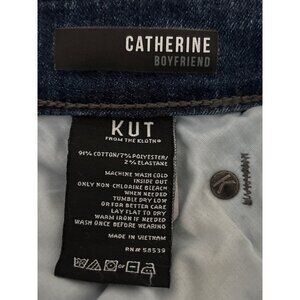 CATHERINE
BOYFRIEND
KUT
FROM THE KLOTH®
91% COTTON/7% POLYESTER/
2% ELASTANE
MACHINE WASH COLD
INSIDE OUT
ONLY NON-CHLORINE BLEACH
WHEN NEEDED
TUMBLE DRY LOW
OR FOR BETTER CARE
LAY FLAT TO DRY
WARM IRON IF NEEDED
WASH ONCE BEFORE WEARING
MADE IN VIETNAM
RN# 58539
OR
K